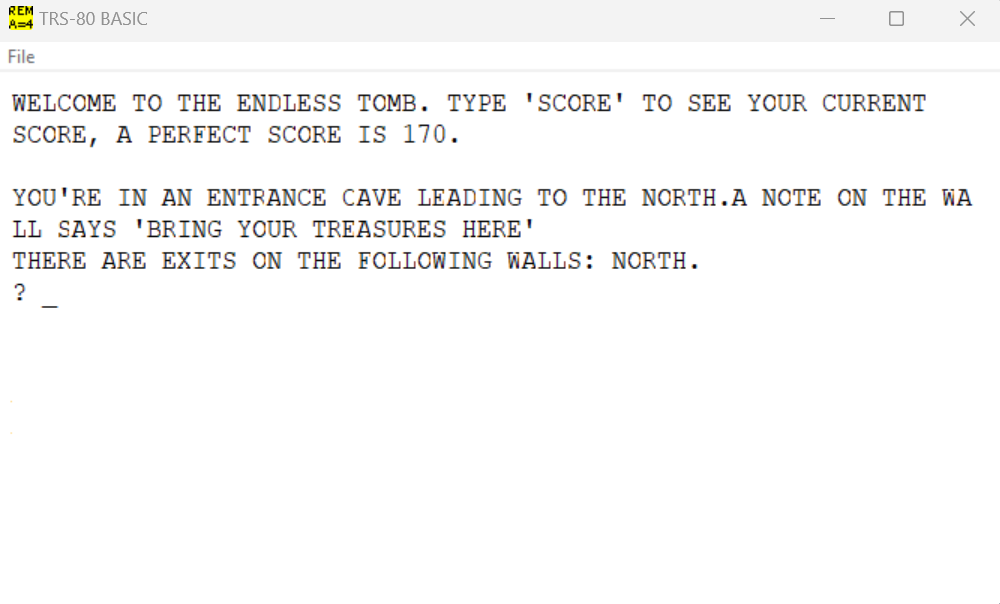 REM
A=4
TRS-80 BASIC
File
WELCOME TO THE ENDLESS TOMB. TYPE 'SCORE' TO SEE YOUR CURRENT
SCORE, A PERFECT SCORE IS 170.
YOU'RE IN AN ENTRANCE CAVE LEADING TO THE NORTH.A NOTE ON THE WA
LL SAYS 'BRING YOUR TREASURES HERE'
THERE ARE EXITS ON THE FOLLOWING WALLS: NORTH.
? _